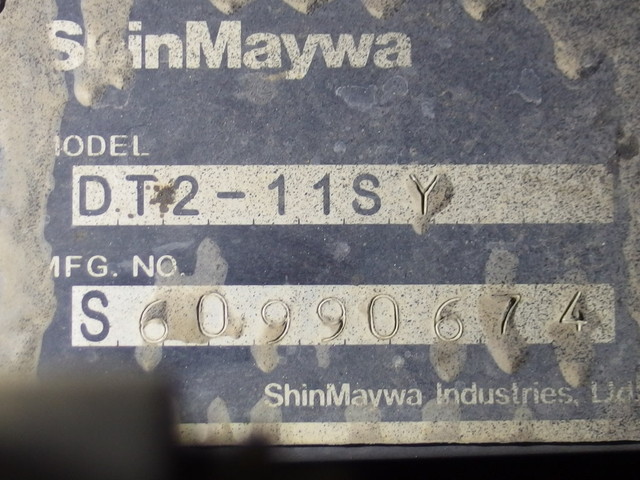 ShinMaywa
MODEL
DT2-11SY
MFG. NO.
S60990674
ShinMaywa Industries, Ltd.